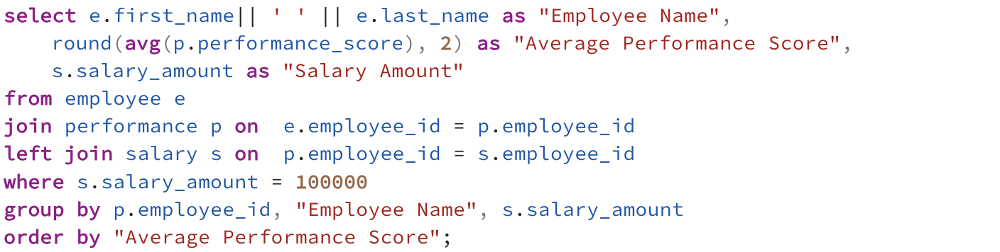 select e.first_name|| ' ' || e.last_name as "Employee Name",
    round(avg(p.performance_score), 2) as "Average Performance Score",
    s.salary_amount as "Salary Amount"
from employee e
join performance p on  e.employee_id = p.employee_id
left join salary s on  p.employee_id = s.employee_id
where s.salary_amount = 100000
group by p.employee_id, "Employee Name", s.salary_amount
order by "Average Performance Score";